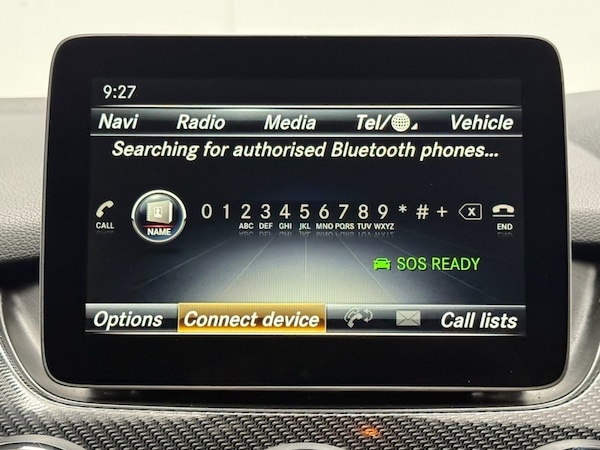 9:27
Navi Radio Media Tel/ Vehicle
Searching for authorised Bluetooth phones...
0 1 2 3 4 5 6 7 8 9 * # + X
CALL NAME ABC DEF GHI JKL MNO PQRS TUV WXYZ END
SOS READY
Options Connect device Call lists